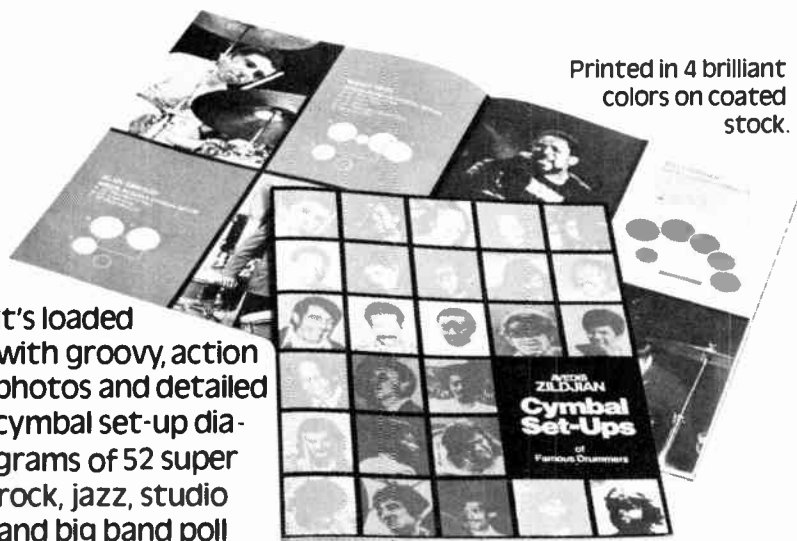 Printed in 4 brilliant
colors on coated
stock.
t's loaded
with groovy, action
photos and detailed
cymbal set-up dia-
grams of 52 super
rock, jazz, studio
and big band poll
AVEDIS
ZILDJIAN
Cymbal
Set-Ups
of
Famous Drummers